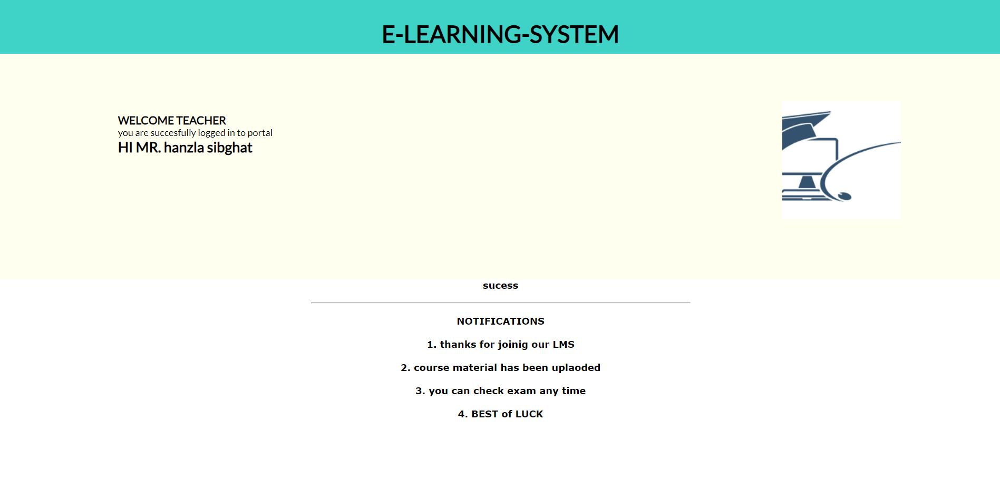 E-LEARNING-SYSTEM
WELCOME TEACHER
you are succesfully logged in to portal
HI MR. hanzla sibghat
sucess
NOTIFICATIONS
1. thanks for joinig our LMS
2. course material has been uplaoded
3. you can check exam any time
4. BEST of LUCK